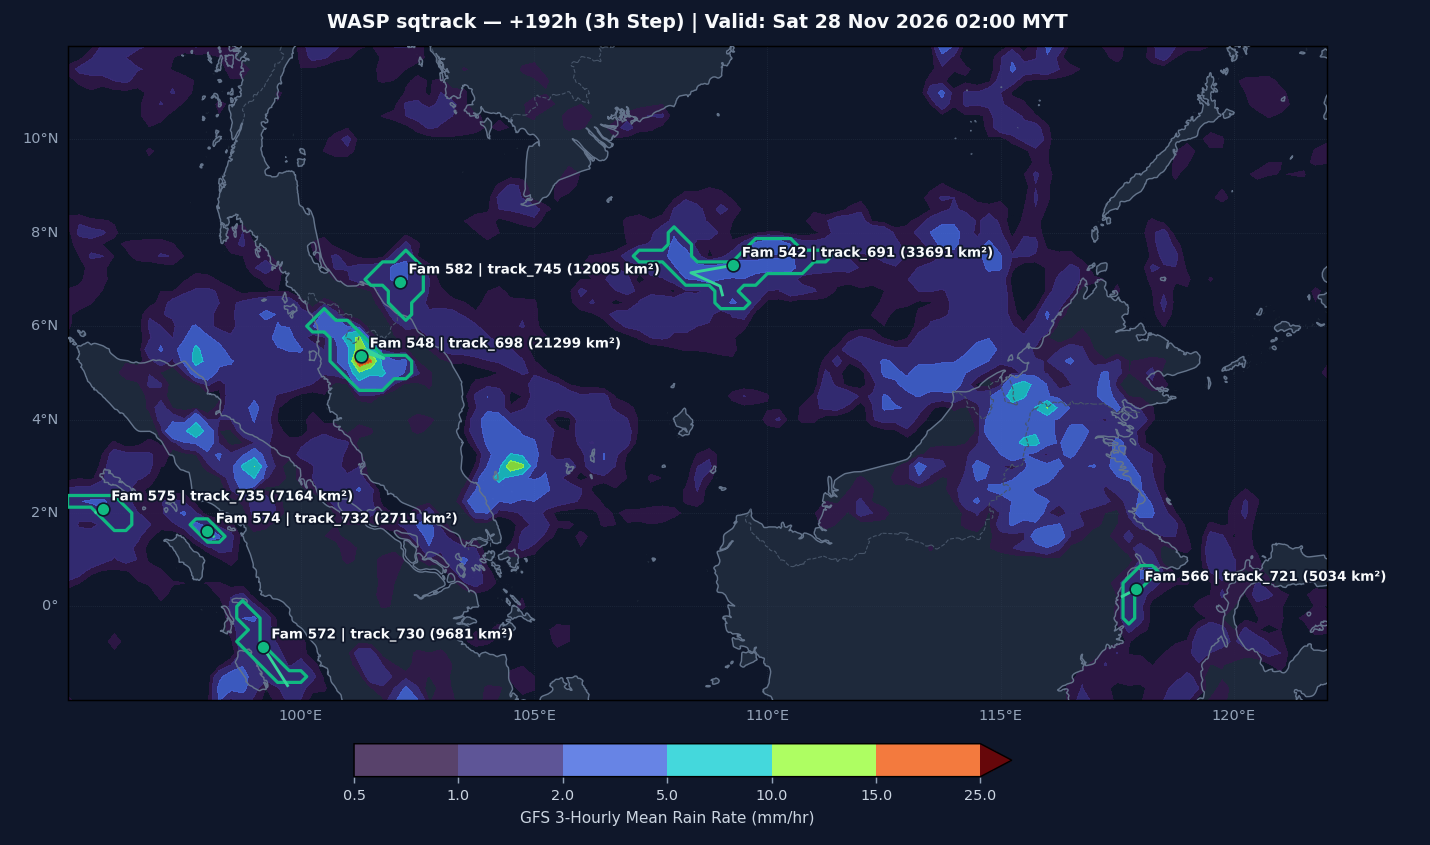 WASP sqtrack — +192h (3h Step) | Valid: Sat 28 Nov 2026 02:00 MYT
10°N
8°N
Fam 542 | track_691 (33691 km²)
Fam 582 | track_745 (12005 km²)
6°N
Fam 548 | track_698 (21299 km²)
4°N
Fam 575 | track_735 (7164 km²)
2°N
Fam 574 | track_732 (2711 km²)
Fam 566 | track_721 (5034 km²)
0°
Fam 572 | track_730 (9681 km²)
100°E 105°E 110°E 115°E 120°E
0.5 1.0 2.0 5.0 10.0 15.0 25.0
GFS 3-Hourly Mean Rain Rate (mm/hr)